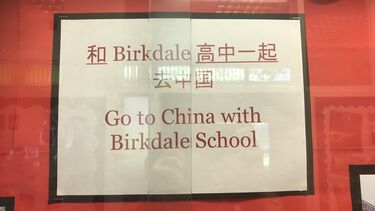 和 Birkdale 高中一起
去中国
Go to China with
Birkdale School